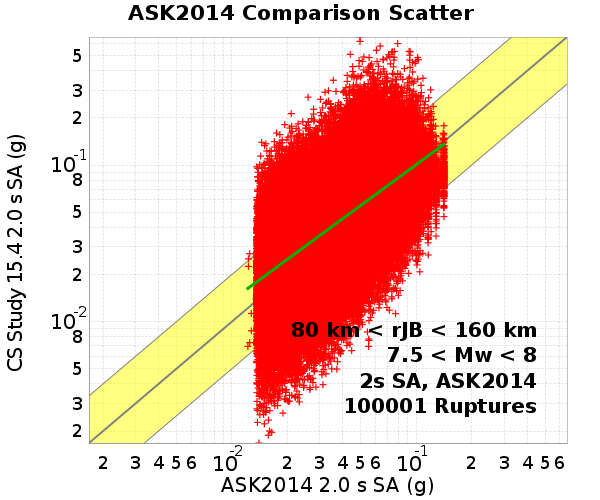 ASK2014 Comparison Scatter
CS Study 15.4 2.0 s SA (g)
5
3
2
10-1
8
5
3
2
10-2
8
5
3
2
80 km < rJB < 160 km
7.5 < Mw < 8
2s SA, ASK2014
100001 Ruptures
2 3 4 5 6 10-2 2 3 4 5 6 10-1 2 3 4 5 6
ASK2014 2.0 s SA (g)